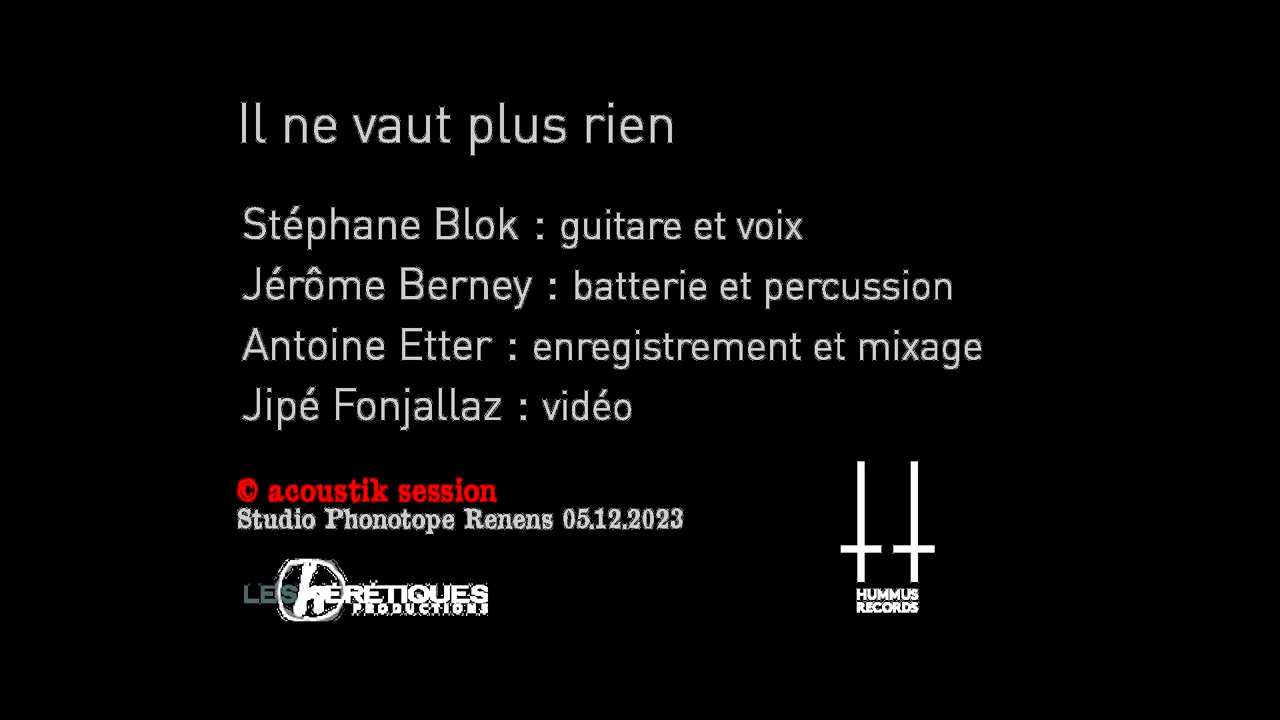 Il ne vaut plus rien
Stéphane Blok : guitare et voix
Jérôme Berney : batterie et percussion
Antoine Etter : enregistrement et mixage
Jipé Fonjallaz : vidéo
© acoustik session
Studio Phonotope Renens 05.12.2023
LES HÉRÉTIQUES
PRODUCTIONS
HUMMUS
RECORDS